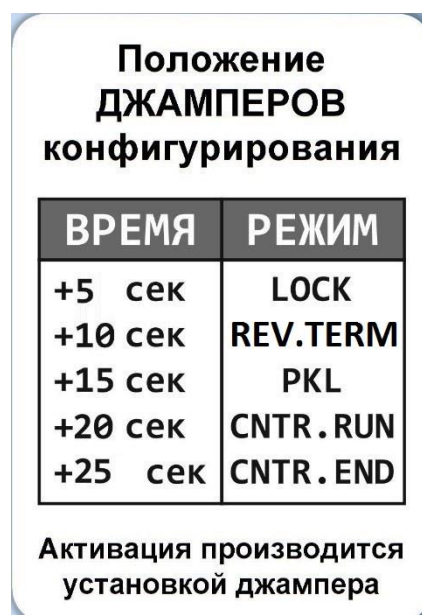 Положение
ДЖАМПЕРОВ
конфигурирования
ВРЕМЯ РЕЖИМ
+5 сек LOCK
+10 сек REV.TERM
+15 сек PKL
+20 сек CNTR.RUN
+25 сек CNTR.END
Активация производится
установкой джампера